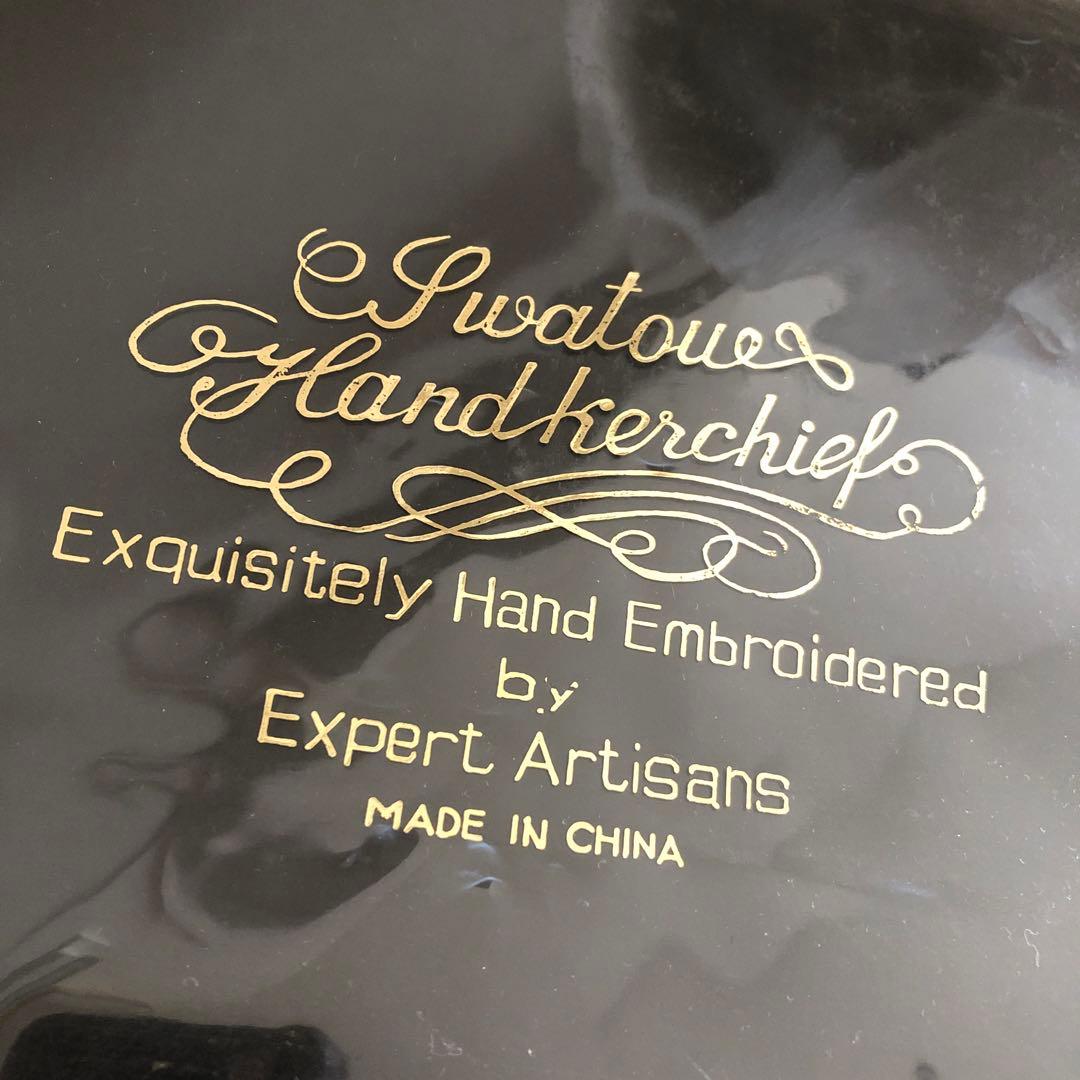 Swatow
Handkerchief
Exquisitely Hand Embroidered
by
Expert Artisans
MADE IN CHINA